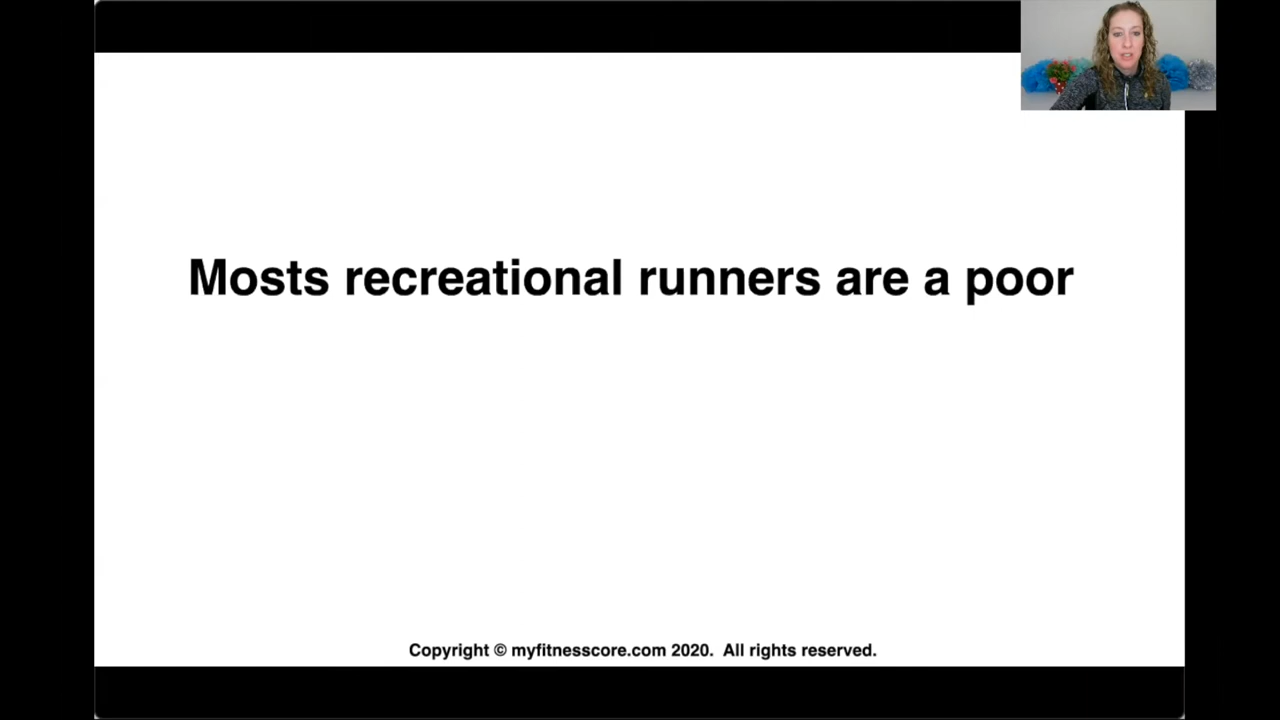 Mosts recreational runners are a poor
Copyright © myfitnesscore.com 2020.  All rights reserved.